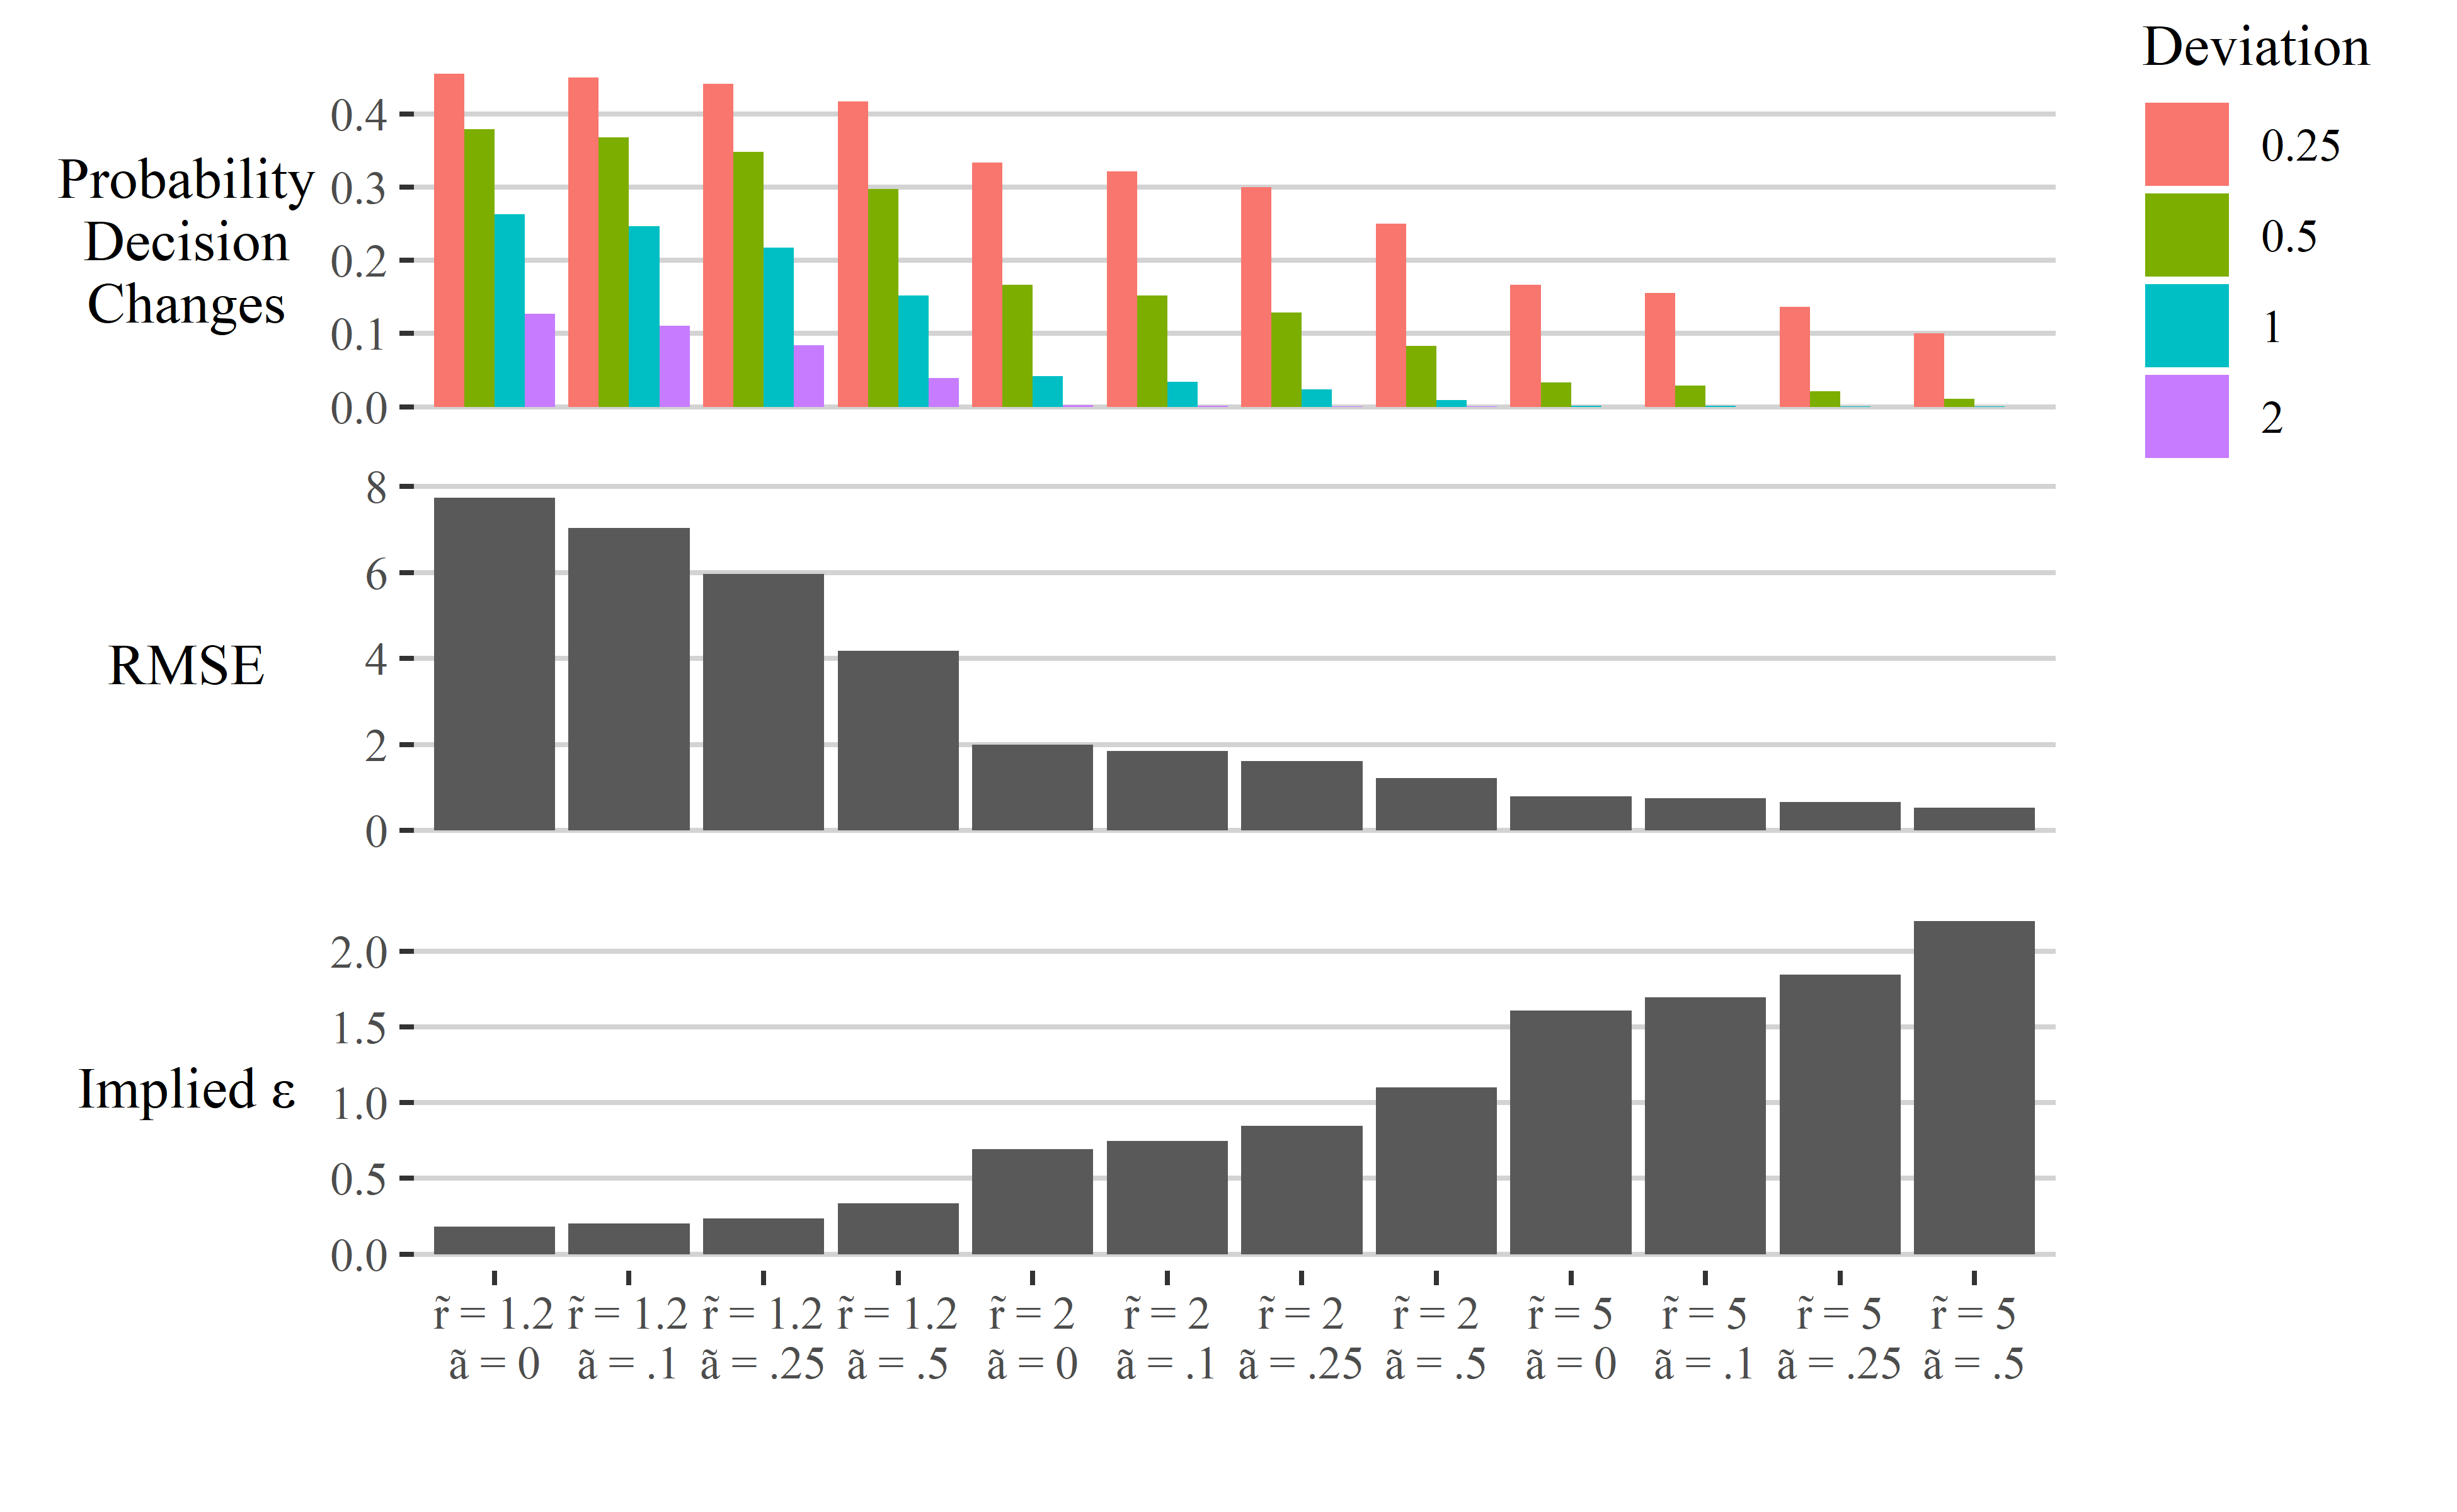 Deviation
0.25
0.5
1
2
Probability
Decision
Changes
0.4
0.3
0.2
0.1
0.0
RMSE
8
6
4
2
0
Implied ε
2.0
1.5
1.0
0.5
0.0
r̃ = 1.2 r̃ = 1.2 r̃ = 1.2 r̃ = 1.2 r̃ = 2 r̃ = 2 r̃ = 2 r̃ = 2 r̃ = 5 r̃ = 5 r̃ = 5 r̃ = 5
ã = 0 ã = .1 ã = .25 ã = .5 ã = 0 ã = .1 ã = .25 ã = .5 ã = 0 ã = .1 ã = .25 ã = .5